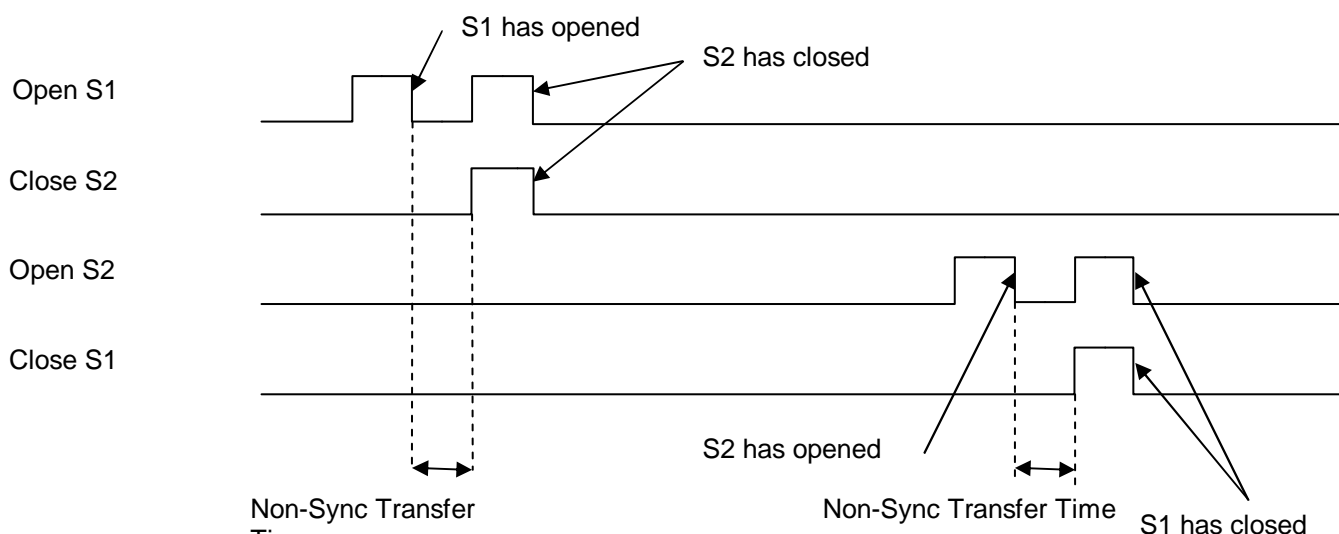 S1 has opened
S2 has closed
Open S1
Close S2
Open S2
Close S1
S2 has opened
Non-Sync Transfer
Non-Sync Transfer Time
S1 has closed